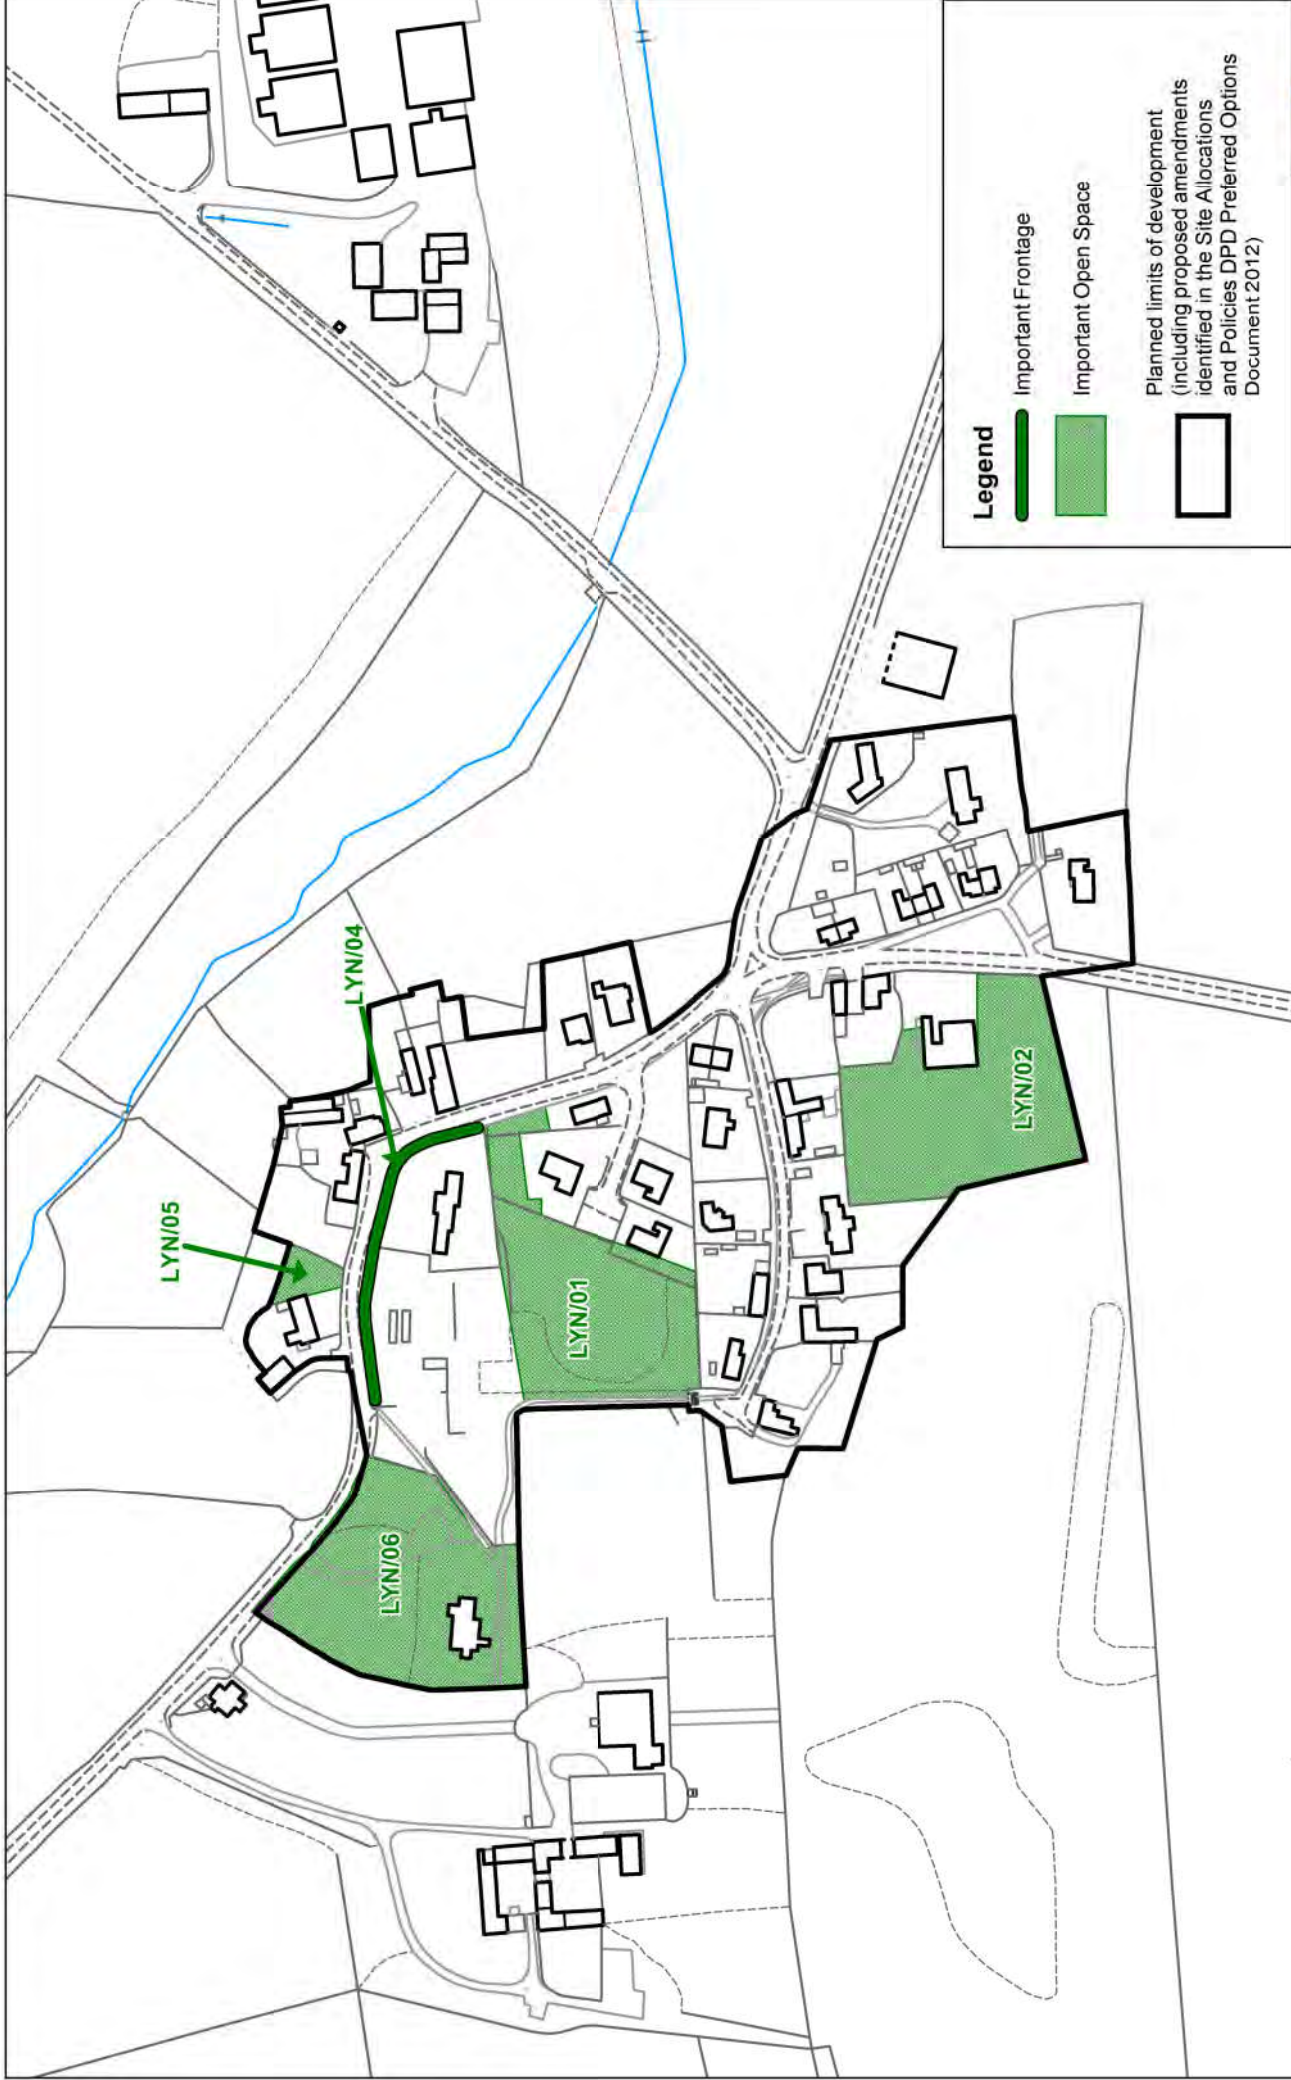 LYN/05
LYN/04
LYN/06
LYN/01
LYN/02
Legend
Important Frontage
Important Open Space
Planned limits of development
(including proposed amendments
identified in the Site Allocations
and Policies DPD Preferred Options
Document 2012)